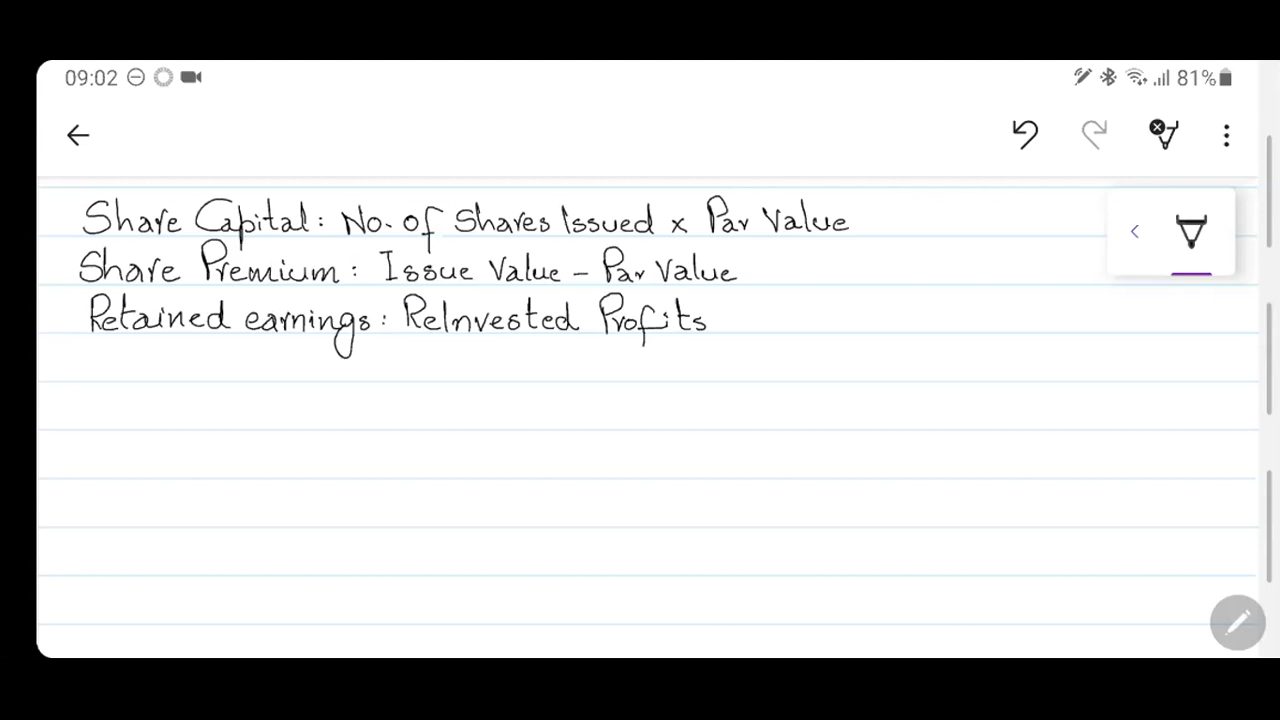 09:02 81%
Share Capital: No. of Shares Issued x Par Value
Share Premium: Issue Value - Par Value
Retained earnings: ReInvested Profits